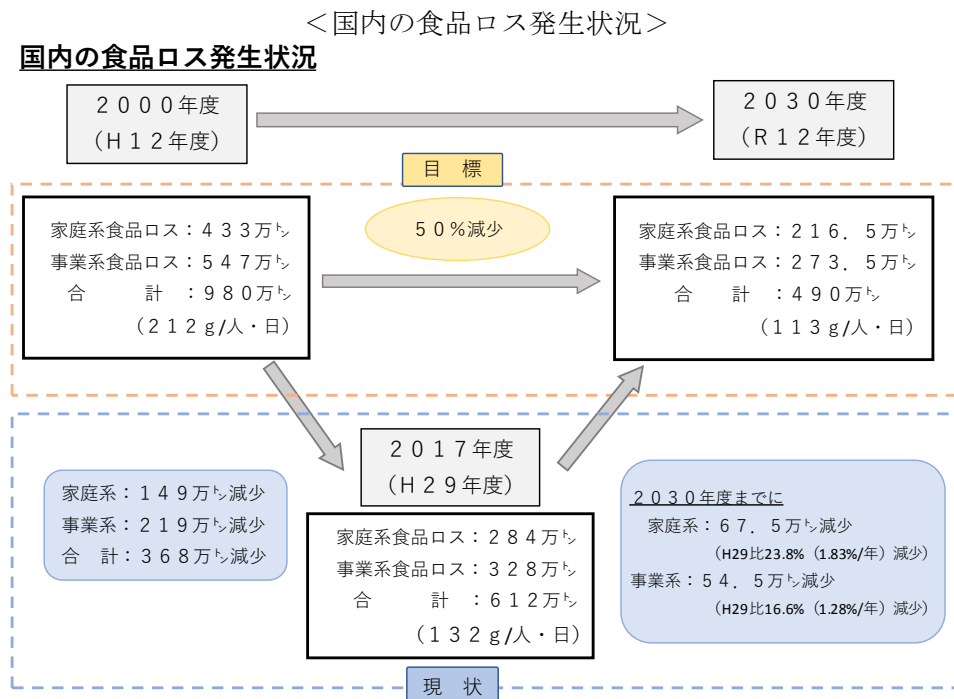 ＜国内の食品ロス発生状況＞
国内の食品ロス発生状況
２０００年度
（Ｈ１２年度）
２０３０年度
（Ｒ１２年度）
目　標
５０％減少
家庭系食品ロス：４３３万㌧
事業系食品ロス：５４７万㌧
合　　　計　：９８０万㌧
（２１２ｇ/人・日）
家庭系食品ロス：２１６．５万㌧
事業系食品ロス：２７３．５万㌧
合　　　計　：４９０万㌧
（１１３ｇ/人・日）
２０１７年度
（Ｈ２９年度）
家庭系：１４９万㌧減少
事業系：２１９万㌧減少
合　計：３６８万㌧減少
家庭系食品ロス：２８４万㌧
事業系食品ロス：３２８万㌧
合　　　計　：６１２万㌧
（１３２ｇ/人・日）
２０３０年度までに
家庭系：６７．５万㌧減少
（H29比23.8%（1.83%/年）減少）
事業系：５４．５万㌧減少
（H29比16.6%（1.28%/年）減少）
現　状